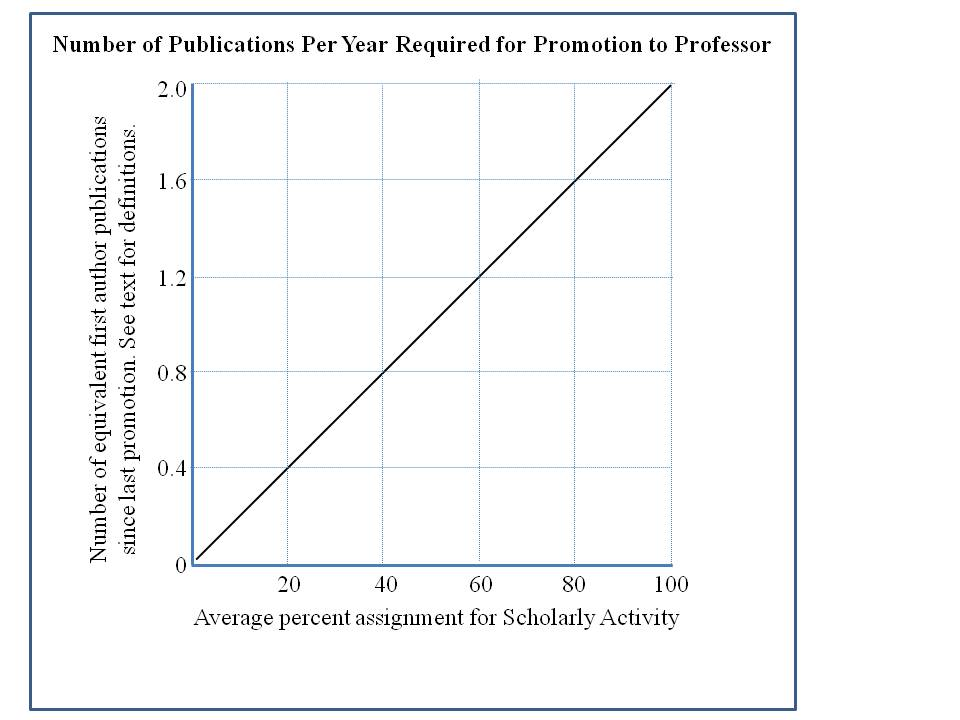 Number of Publications Per Year Required for Promotion to Professor
Number of equivalent first author publications
since last promotion. See text for definitions.
2.0
1.6
1.2
0.8
0.4
0
20 40 60 80 100
Average percent assignment for Scholarly Activity